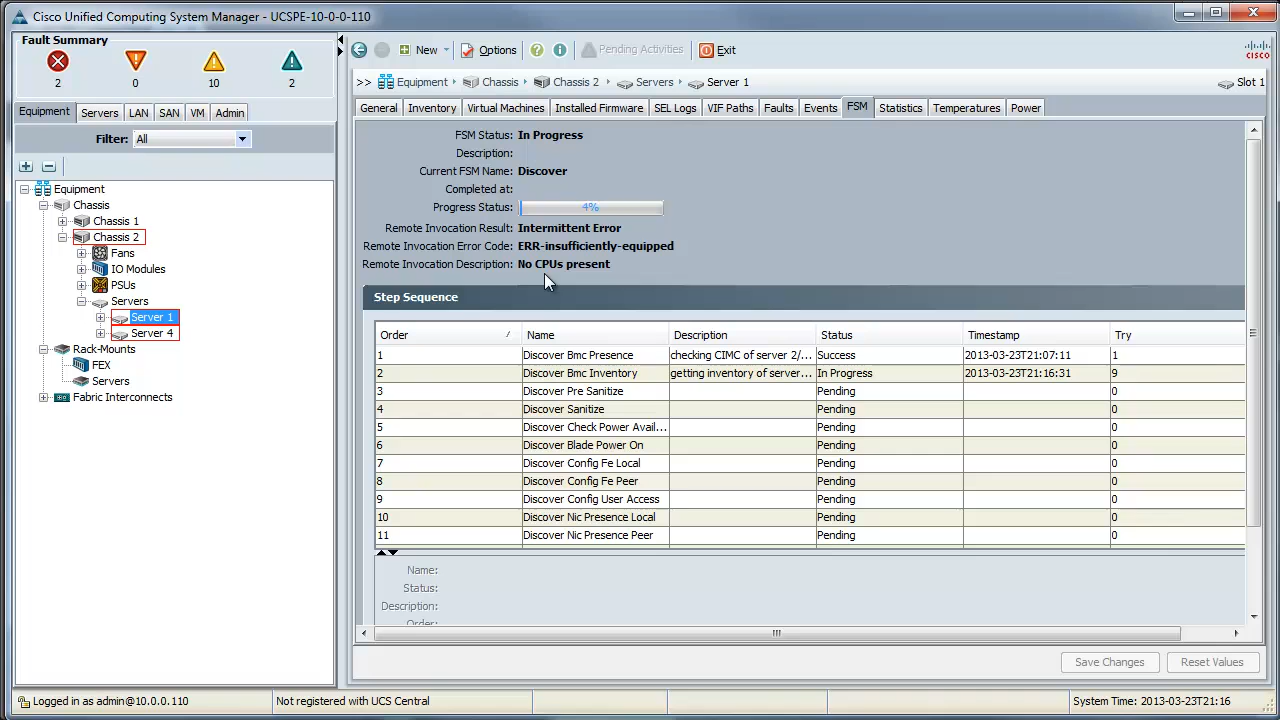 Cisco Unified Computing System Manager - UCSPE-10-0-0-110
Fault Summary
2 0 10 2
Equipment Servers LAN SAN VM Admin
Filter: All
Equipment
Chassis
Chassis 1
Chassis 2
Fans
IO Modules
PSUs
Servers
Server 1
Server 4
Rack-Mounts
FEX
Servers
Fabric Interconnects
New Options Pending Activities Exit
cisco
>> Equipment Chassis Chassis 2 Servers Server 1 Slot 1
General Inventory Virtual Machines Installed Firmware SEL Logs VIF Paths Faults Events FSM Statistics Temperatures Power
FSM Status: In Progress
Description:
Current FSM Name: Discover
Completed at:
Progress Status: 4%
Remote Invocation Result: Intermittent Error
Remote Invocation Error Code: ERR-insufficiently-equipped
Remote Invocation Description: No CPUs present
Step Sequence
Order Name Description Status Timestamp Try
1 Discover Bmc Presence checking CIMC of server 2/... Success 2013-03-23T21:07:11 1
2 Discover Bmc Inventory getting inventory of server... In Progress 2013-03-23T21:16:31 9
3 Discover Pre Sanitize Pending 0
4 Discover Sanitize Pending 0
5 Discover Check Power Avail... Pending 0
6 Discover Blade Power On Pending 0
7 Discover Config Fe Local Pending 0
8 Discover Config Fe Peer Pending 0
9 Discover Config User Access Pending 0
10 Discover Nic Presence Local Pending 0
11 Discover Nic Presence Peer Pending 0
Name:
Status:
Description:
Order:
Save Changes Reset Values
Logged in as admin@10.0.0.110 Not registered with UCS Central System Time: 2013-03-23T21:16